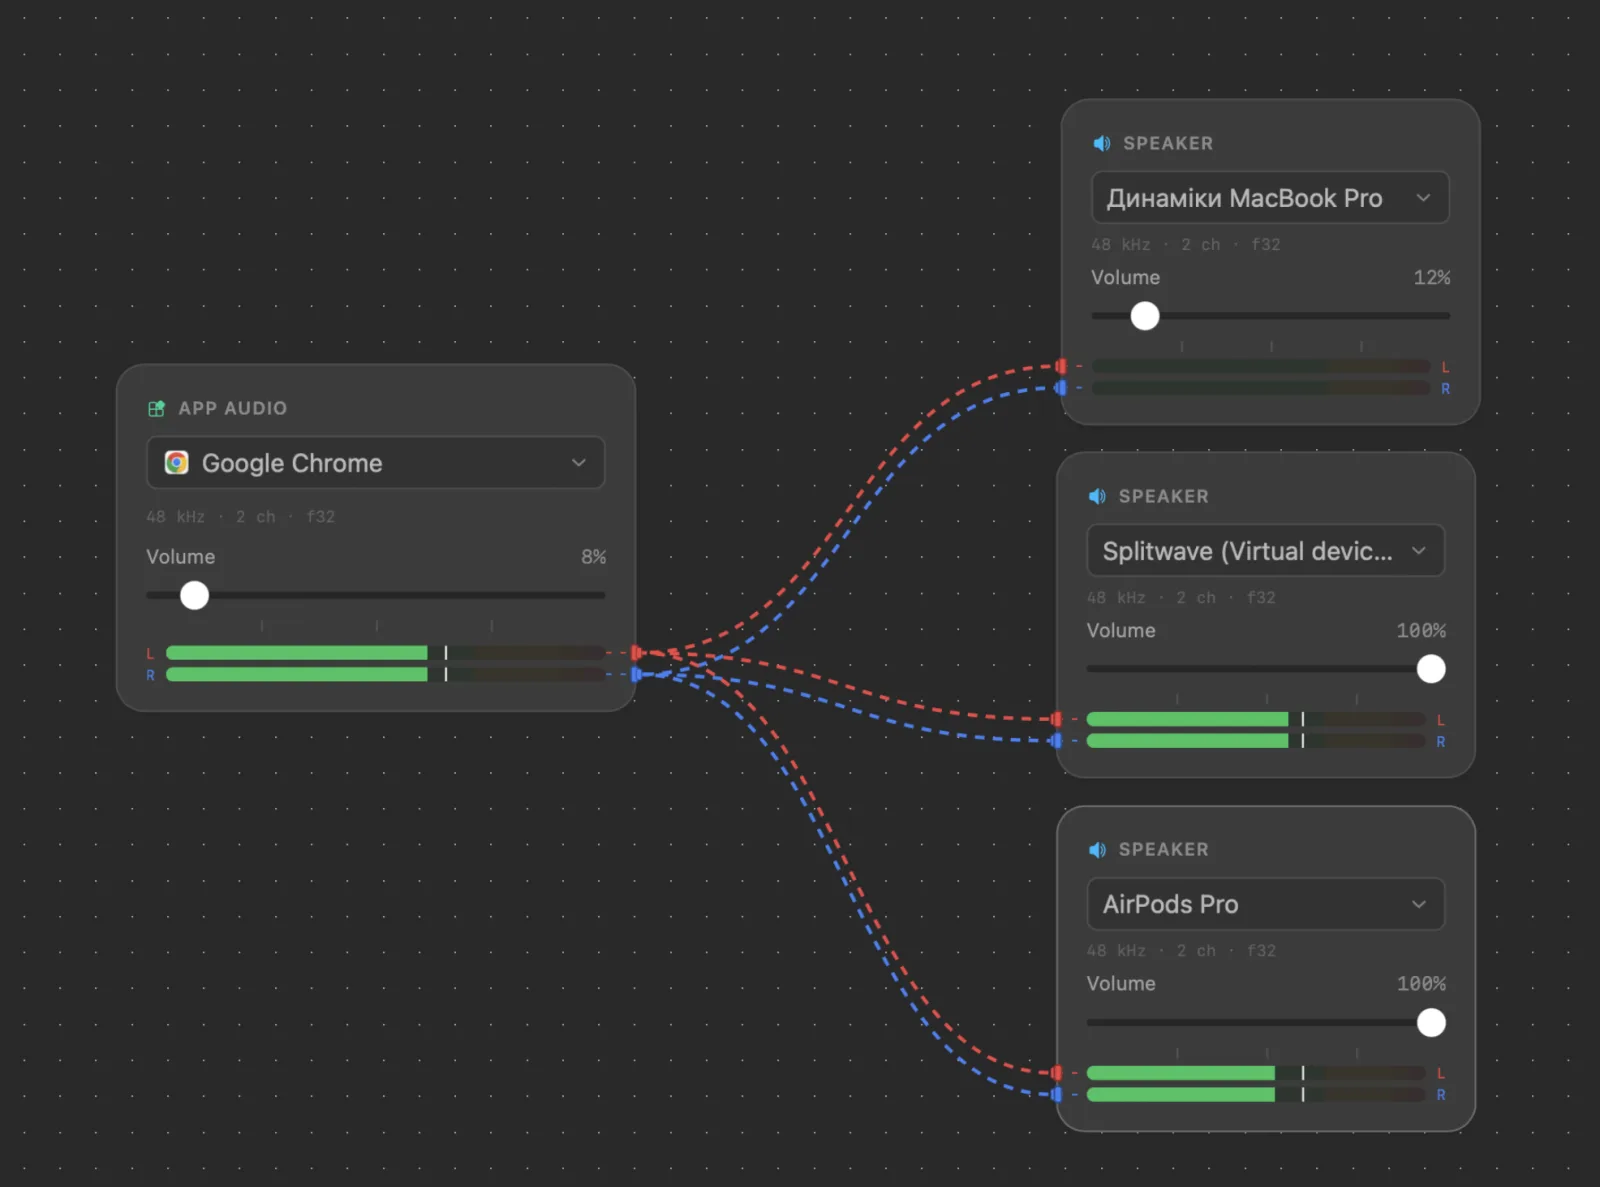 APP AUDIO
Google Chrome
48 kHz · 2 ch · f32
Volume 8%
L
R
SPEAKER
Динаміки MacBook Pro
48 kHz · 2 ch · f32
Volume 12%
L
R
SPEAKER
Splitwave (Virtual devic...
48 kHz · 2 ch · f32
Volume 100%
L
R
SPEAKER
AirPods Pro
48 kHz · 2 ch · f32
Volume 100%
L
R